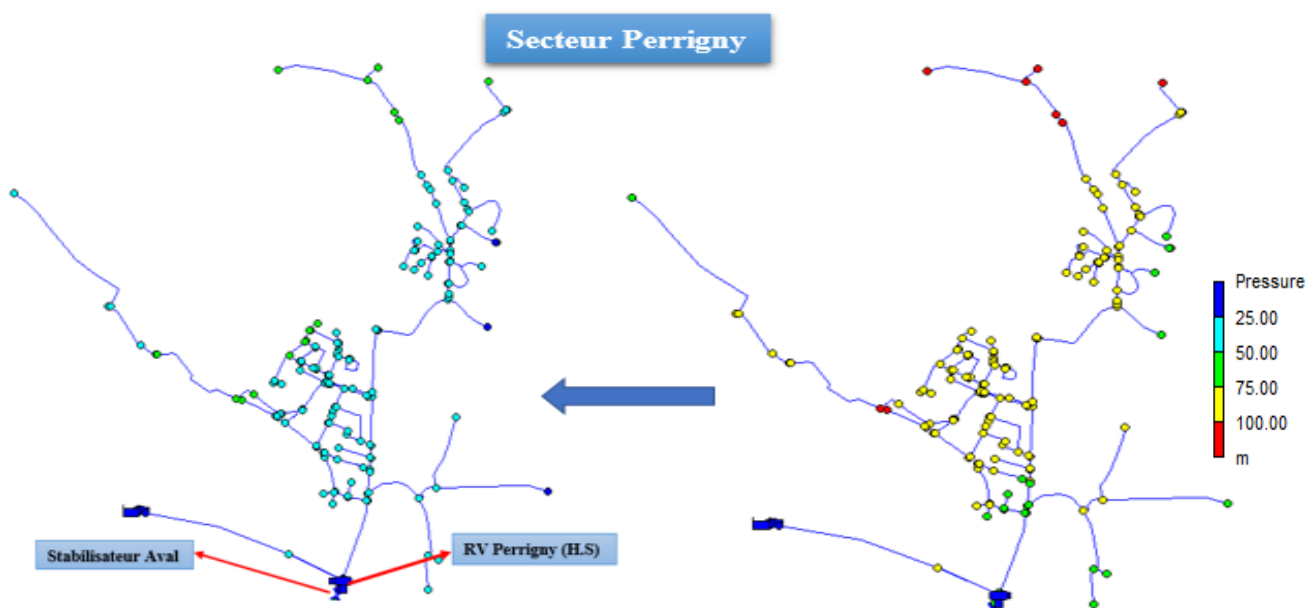 Secteur Perrigny
Pressure
25.00
50.00
75.00
100.00
m
Stabilisateur Aval
RV Perrigny (H.S)